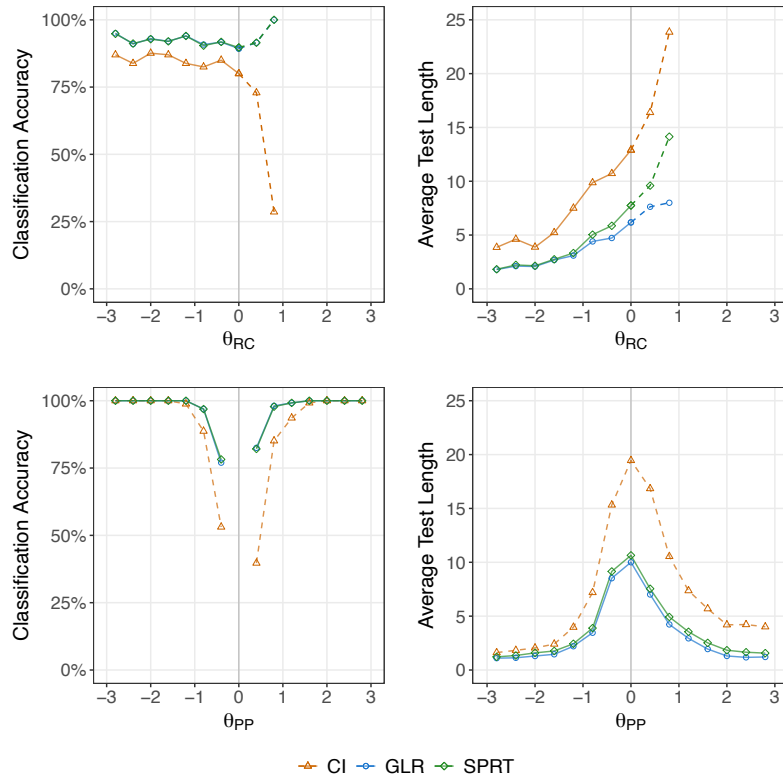 100%
75%
50%
25%
0%
Classification Accuracy
−3 −2 −1 0 1 2 3
θRC
25
20
15
10
5
0
Average Test Length
−3 −2 −1 0 1 2 3
θRC
100%
75%
50%
25%
0%
Classification Accuracy
−3 −2 −1 0 1 2 3
θPP
25
20
15
10
5
0
Average Test Length
−3 −2 −1 0 1 2 3
θPP
CI GLR SPRT